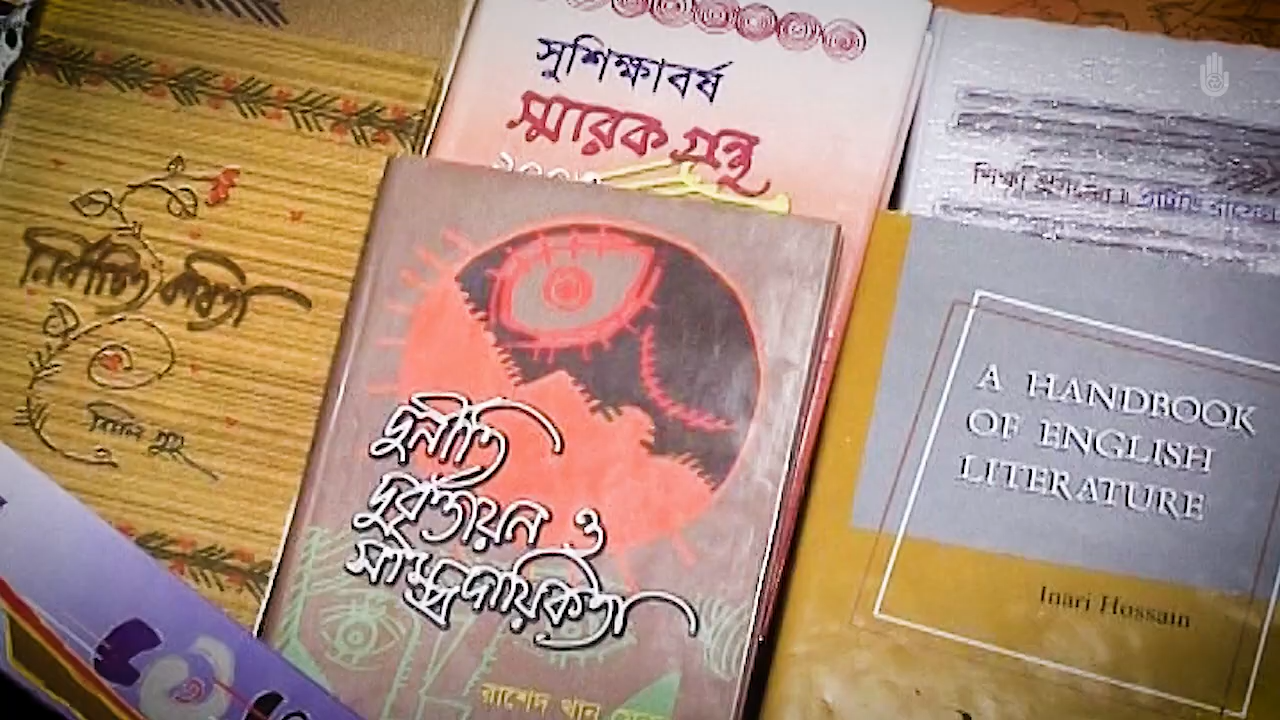 নির্বাচিত কবিতা
সুশিক্ষাবর্ষ
স্মারক গ্রন্থ
দুর্নীতি
দুর্বৃত্তায়ন ও
সাম্প্রদায়িকতা
রাশেদ খান
A HANDBOOK
OF ENGLISH
LITERATURE
Inari Hossain